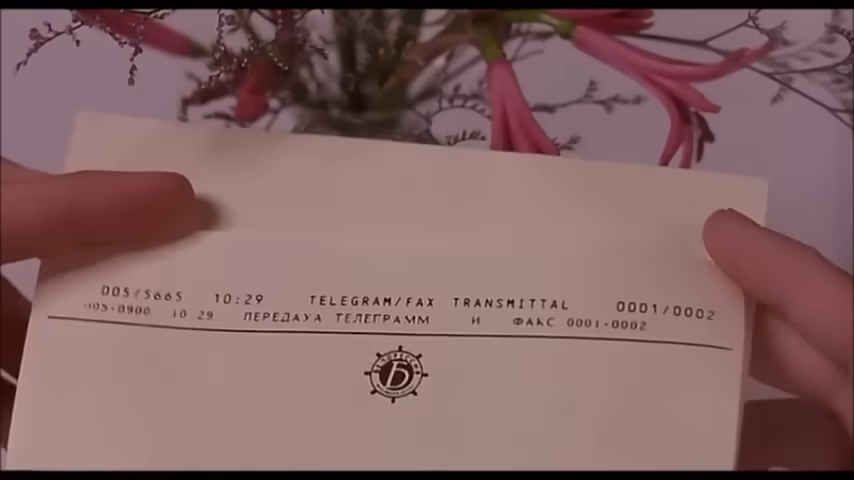 005/5665 10:29 TELEGRAM/FAX TRANSMITTAL 0001/0002
005-0900 10 29 ПЕРЕДАУА ТЕЛЕГРАММ И ФАКС 0001-0002
Б